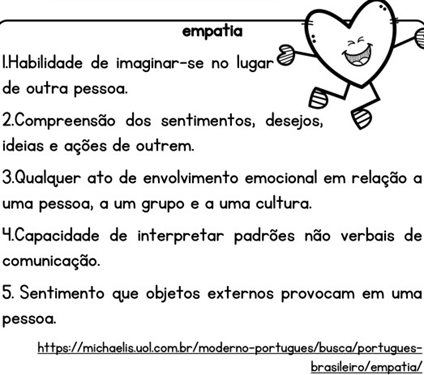 empatia
1.Habilidade de imaginar-se no lugar
de outra pessoa.
2.Compreensão dos sentimentos, desejos,
ideias e ações de outrem.
3.Qualquer ato de envolvimento emocional em relação a
uma pessoa, a um grupo e a uma cultura.
4.Capacidade de interpretar padrões não verbais de
comunicação.
5. Sentimento que objetos externos provocam em uma
pessoa.
https://michaelis.uol.com.br/moderno-portugues/busca/portugues-
brasileiro/empatia/